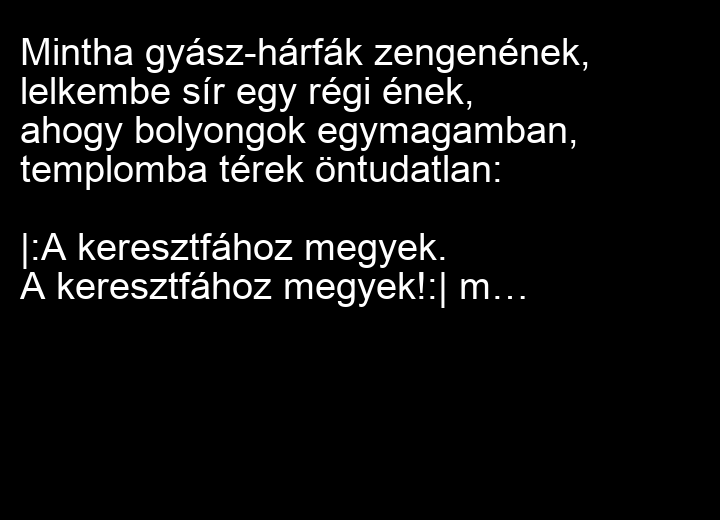 Mintha gyász-hárfák zengenének,
lelkembe sír egy régi ének,
ahogy bolyongok egymagamban,
templomba térek öntudatlan:
|:A keresztfához megyek.
A keresztfához megyek!:| m…